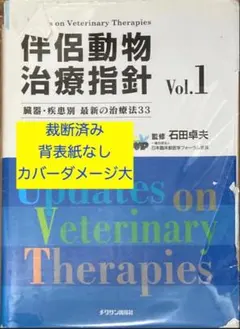 Updates on Veterinary Therapies
伴侶動物
治療指針 Vol.1
臓器・疾患別 最新の治療法33
裁断済み
背表紙なし
カバーダメージ大
監修 石田卓夫
Updates on
Veterinary
Therapies